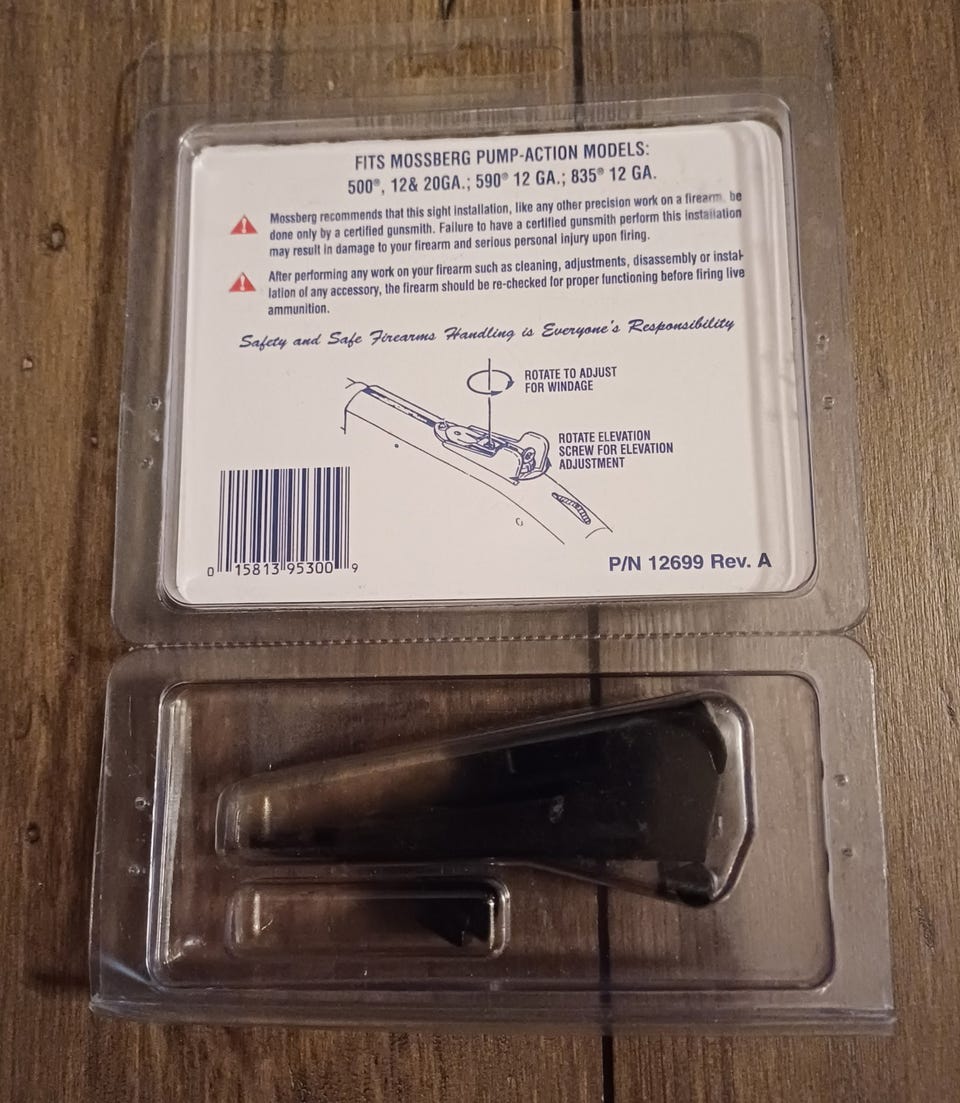 FITS MOSSBERG PUMP-ACTION MODELS:
500®, 12& 20GA.; 590® 12 GA.; 835® 12 GA.
Mossberg recommends that this sight installation, like any other precision work on a firearm, be
done only by a certified gunsmith. Failure to have a certified gunsmith perform this installation
may result in damage to your firearm and serious personal injury upon firing.
After performing any work on your firearm such as cleaning, adjustments, disassembly or instal-
lation of any accessory, the firearm should be re-checked for proper functioning before firing live
ammunition.
Safety and Safe Firearms Handling is Everyone's Responsibility
ROTATE TO ADJUST
FOR WINDAGE
ROTATE ELEVATION
SCREW FOR ELEVATION
ADJUSTMENT
0 15813 95300 9
P/N 12699 Rev. A